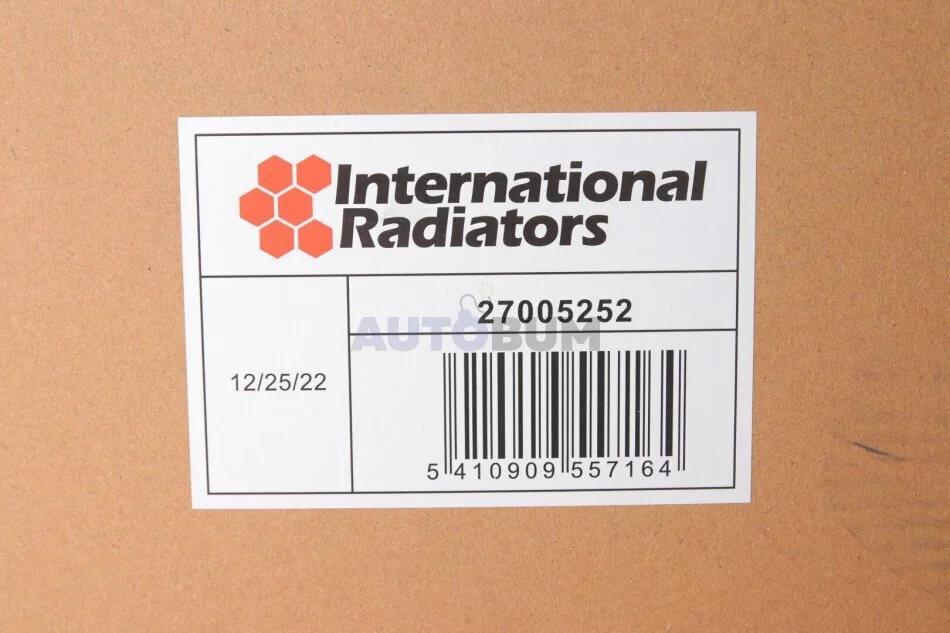 International
Radiators
27005252
AUTOBUM
12/25/22
5 410909 557164